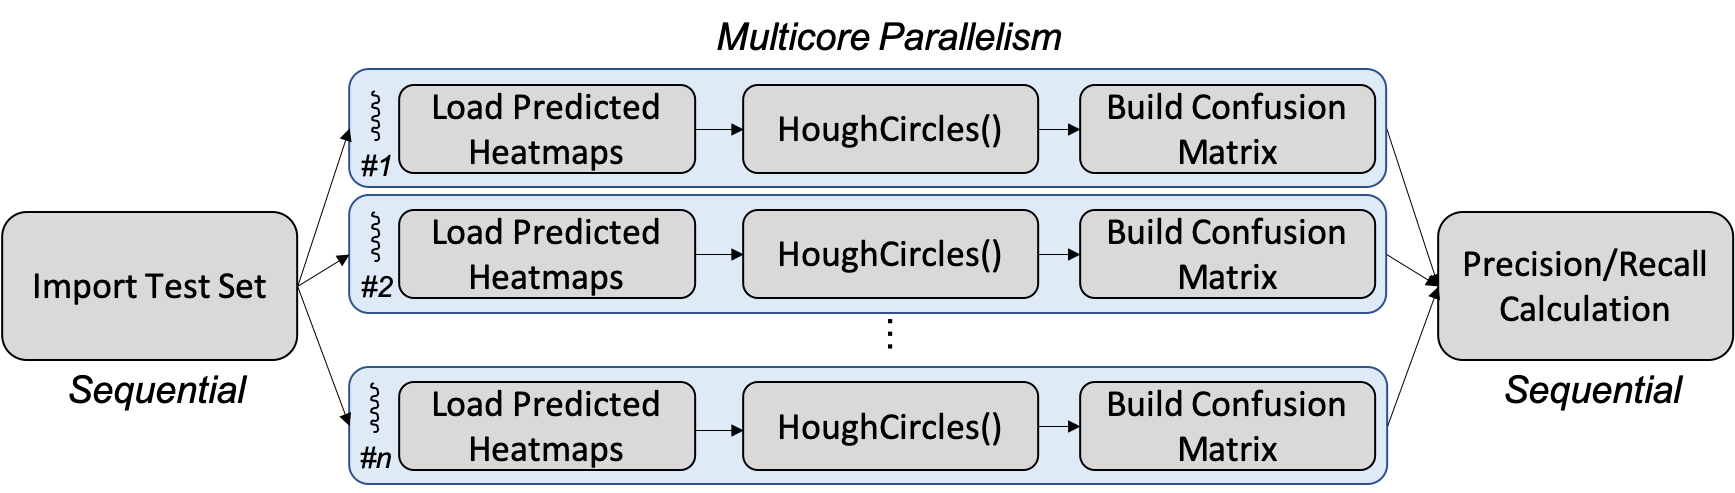 Multicore Parallelism
Import Test Set
Sequential
#1
Load Predicted
Heatmaps
HoughCircles()
Build Confusion
Matrix
#2
Load Predicted
Heatmaps
HoughCircles()
Build Confusion
Matrix
⋮
#n
Load Predicted
Heatmaps
HoughCircles()
Build Confusion
Matrix
Precision/Recall
Calculation
Sequential